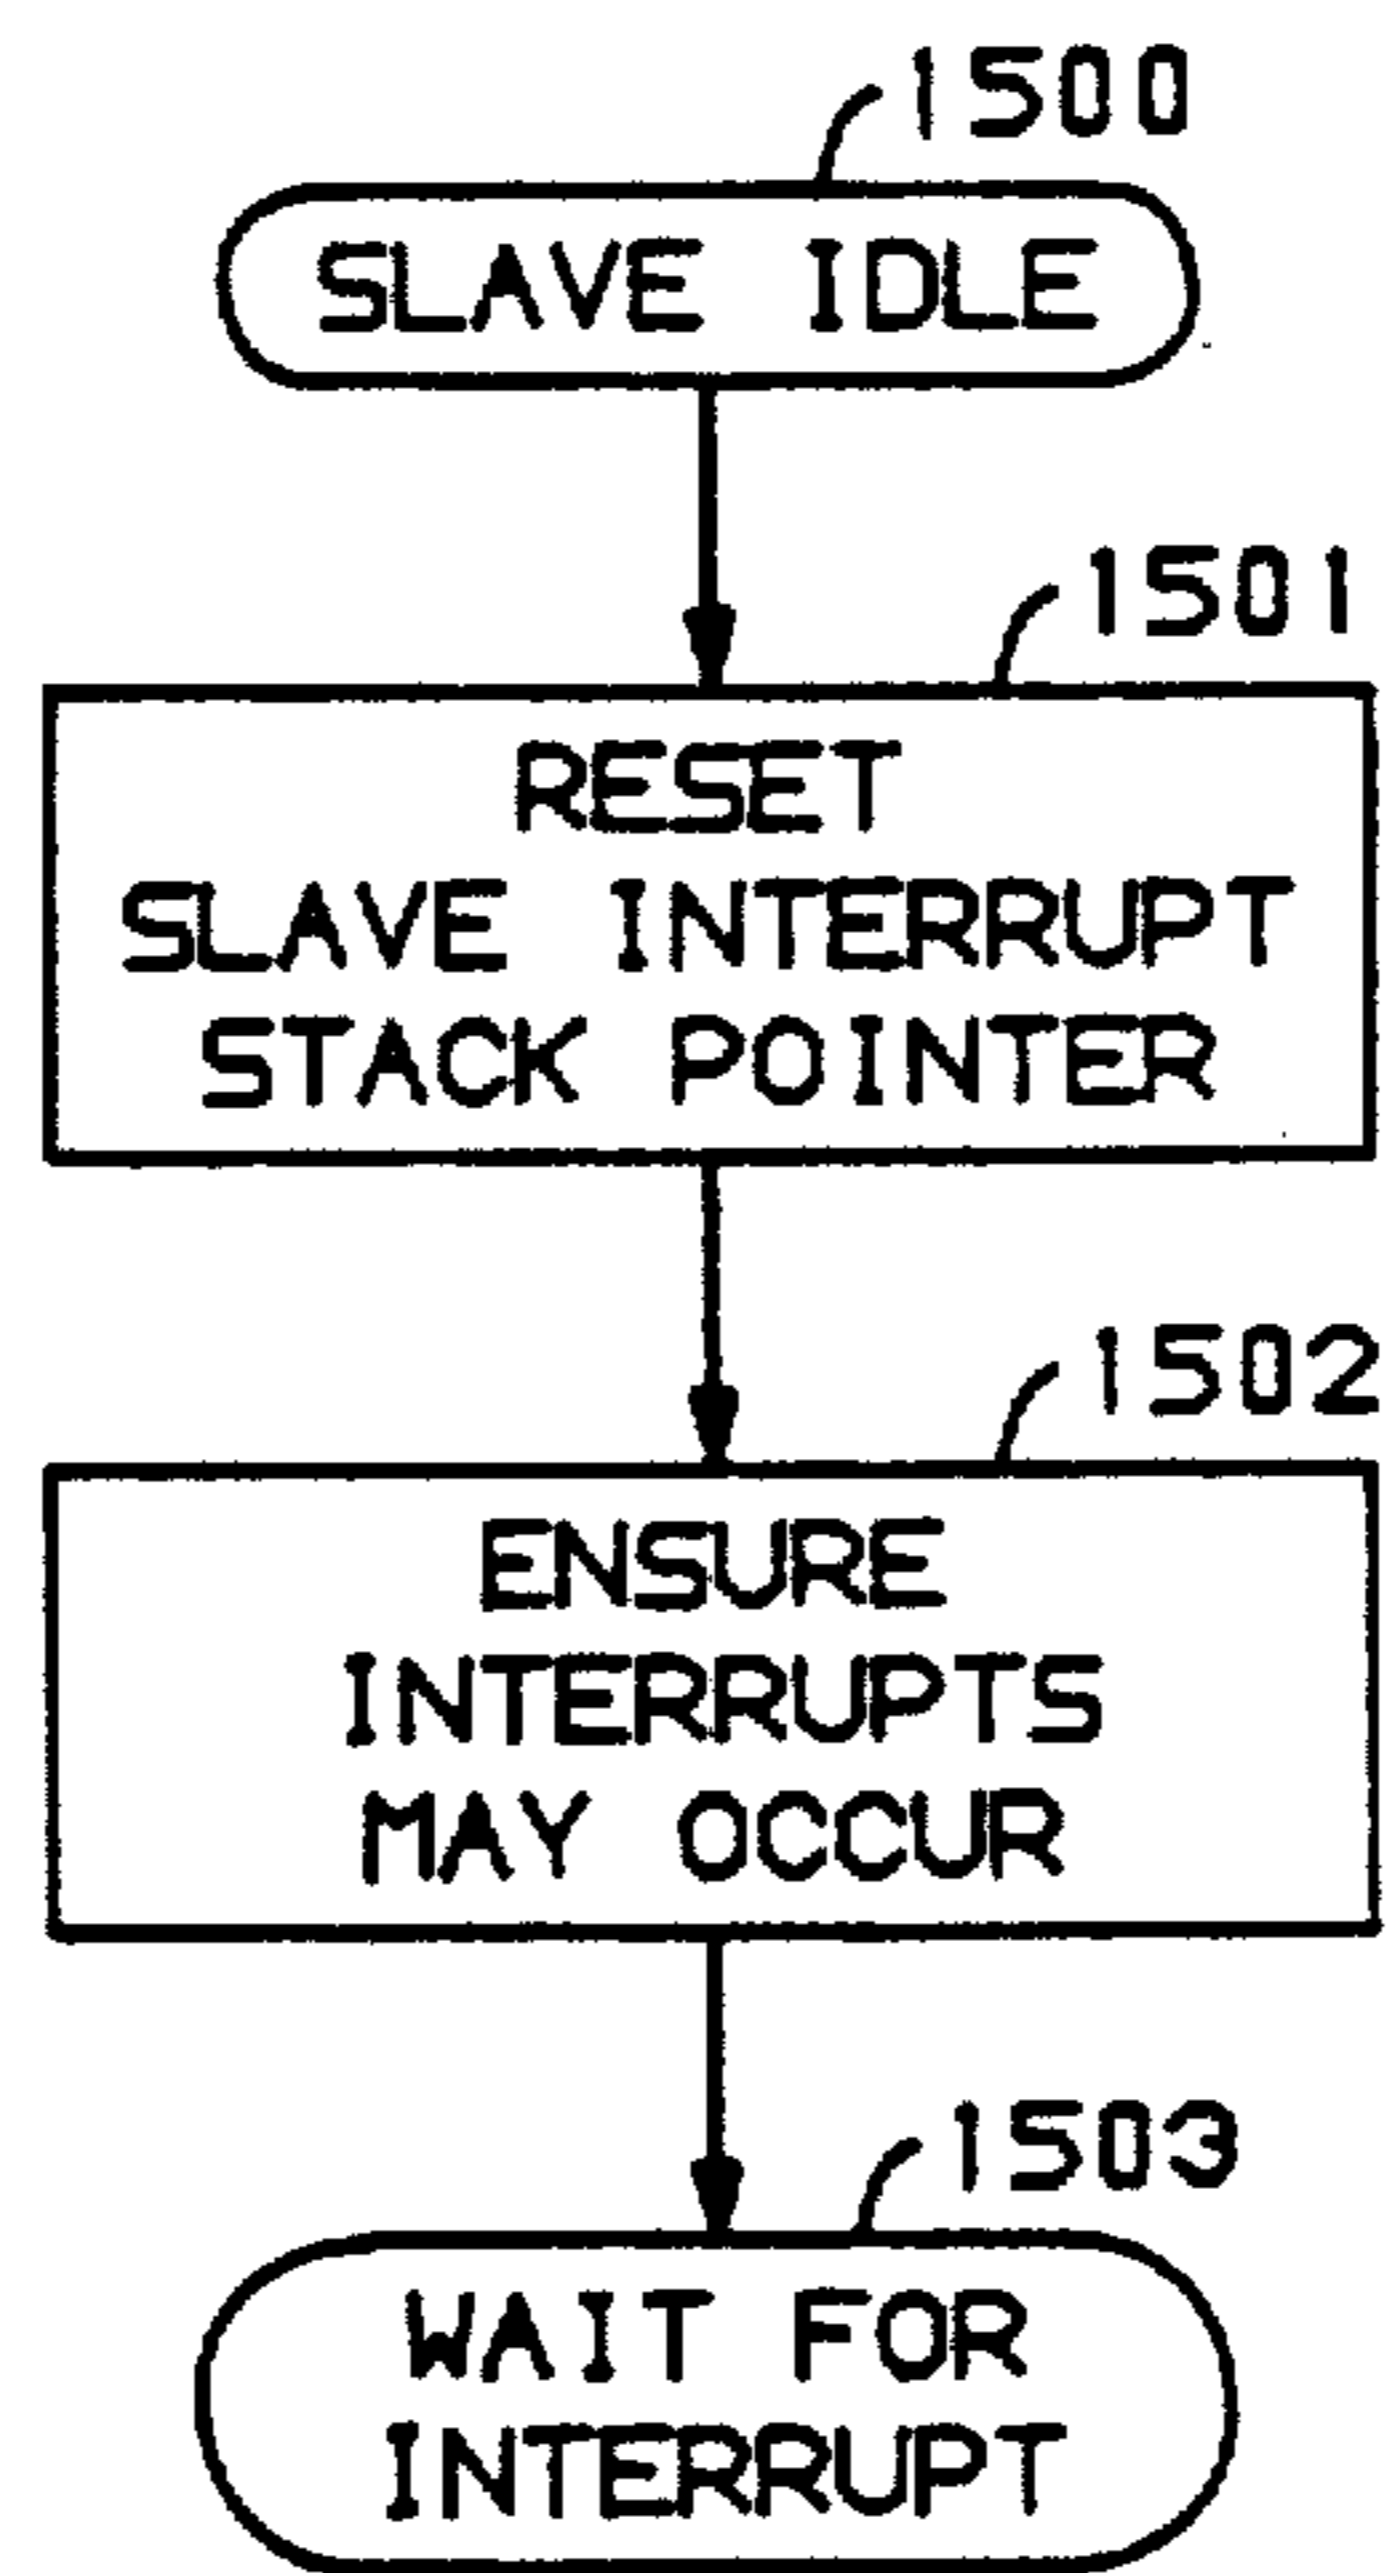 1500
SLAVE IDLE
1501
RESET
SLAVE INTERRUPT
STACK POINTER
1502
ENSURE
INTERRUPTS
MAY OCCUR
1503
WAIT FOR
INTERRUPT